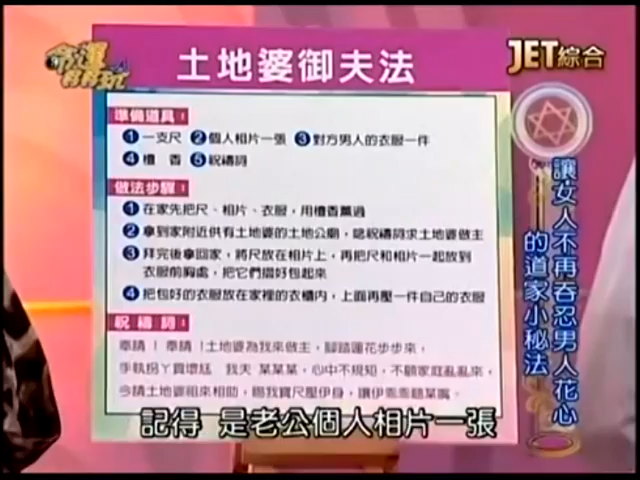 命運好好玩
JET綜合
土地婆御夫法
準備道具：
❶一支尺 ❷個人相片一張 ❸對方男人的衣服一件
❹檀香 ❺祝禱詞
做法步驟：
❶在家先把尺、相片、衣服，用檀香薰過
❷拿到家附近供有土地婆的土地公廟，唸祝禱詞求土地婆做主
❸拜完後拿回家，將尺放在相片上，再把尺和相片一起放到
衣服前胸處，把它們摺好包起來
❹把包好的衣服放在家裡的衣櫃內，上面再壓一件自己的衣服
祝禱詞：
奉請！奉請！土地婆為我來做主，腳踏蓮花步步來，
手執拐丫買懷尪 我夫 某某某，心中不規知，不顧家庭亂亂來，
今請土地婆祖來相助，賜我寶尺壓伊身，讓伊乖乖聽某嘴。
讓女人不再吞忍男人花心
的道家小秘法
記得 是老公個人相片一張